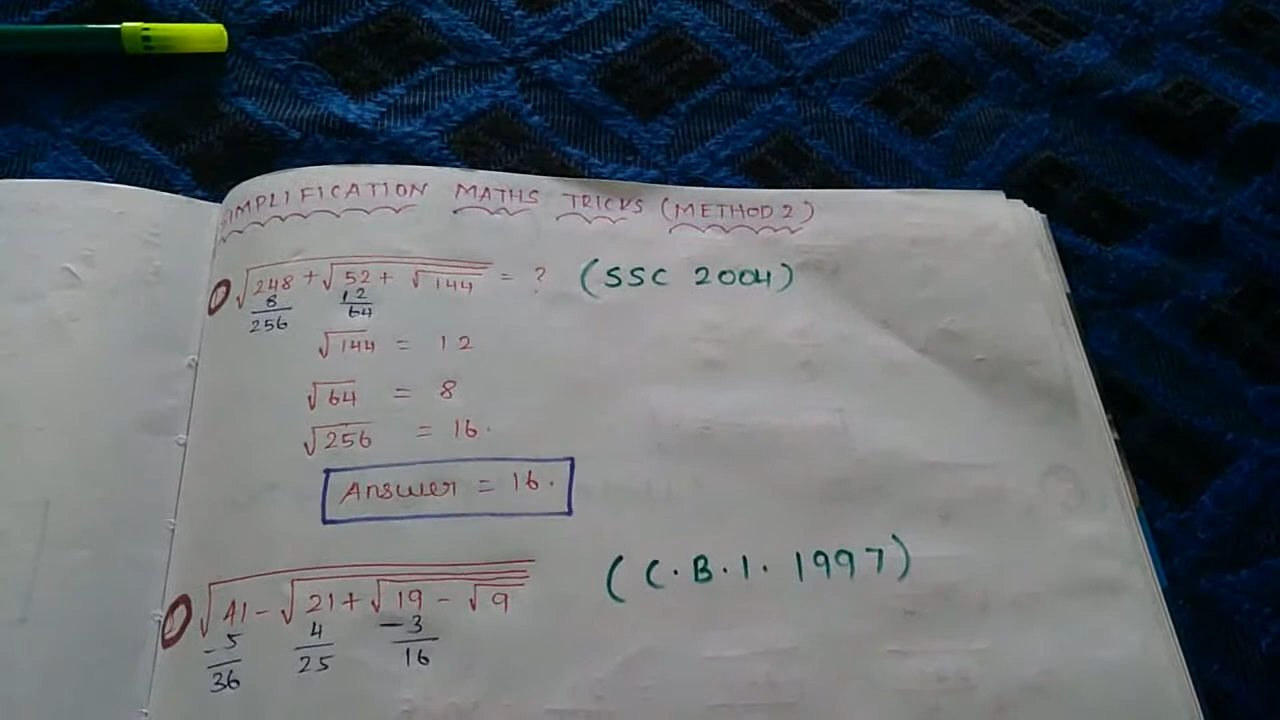 SIMPLIFICATION MATHS TRICKS (METHOD 2)
1 √248 + √52 + √144 = ? (SSC 2004)
8 12
256 64
√144 = 12
√64 = 8
√256 = 16.
Answer = 16.
√41 - √21 + √19 - √9 (C.B.I. 1997)
-5 4 -3
36 25 16